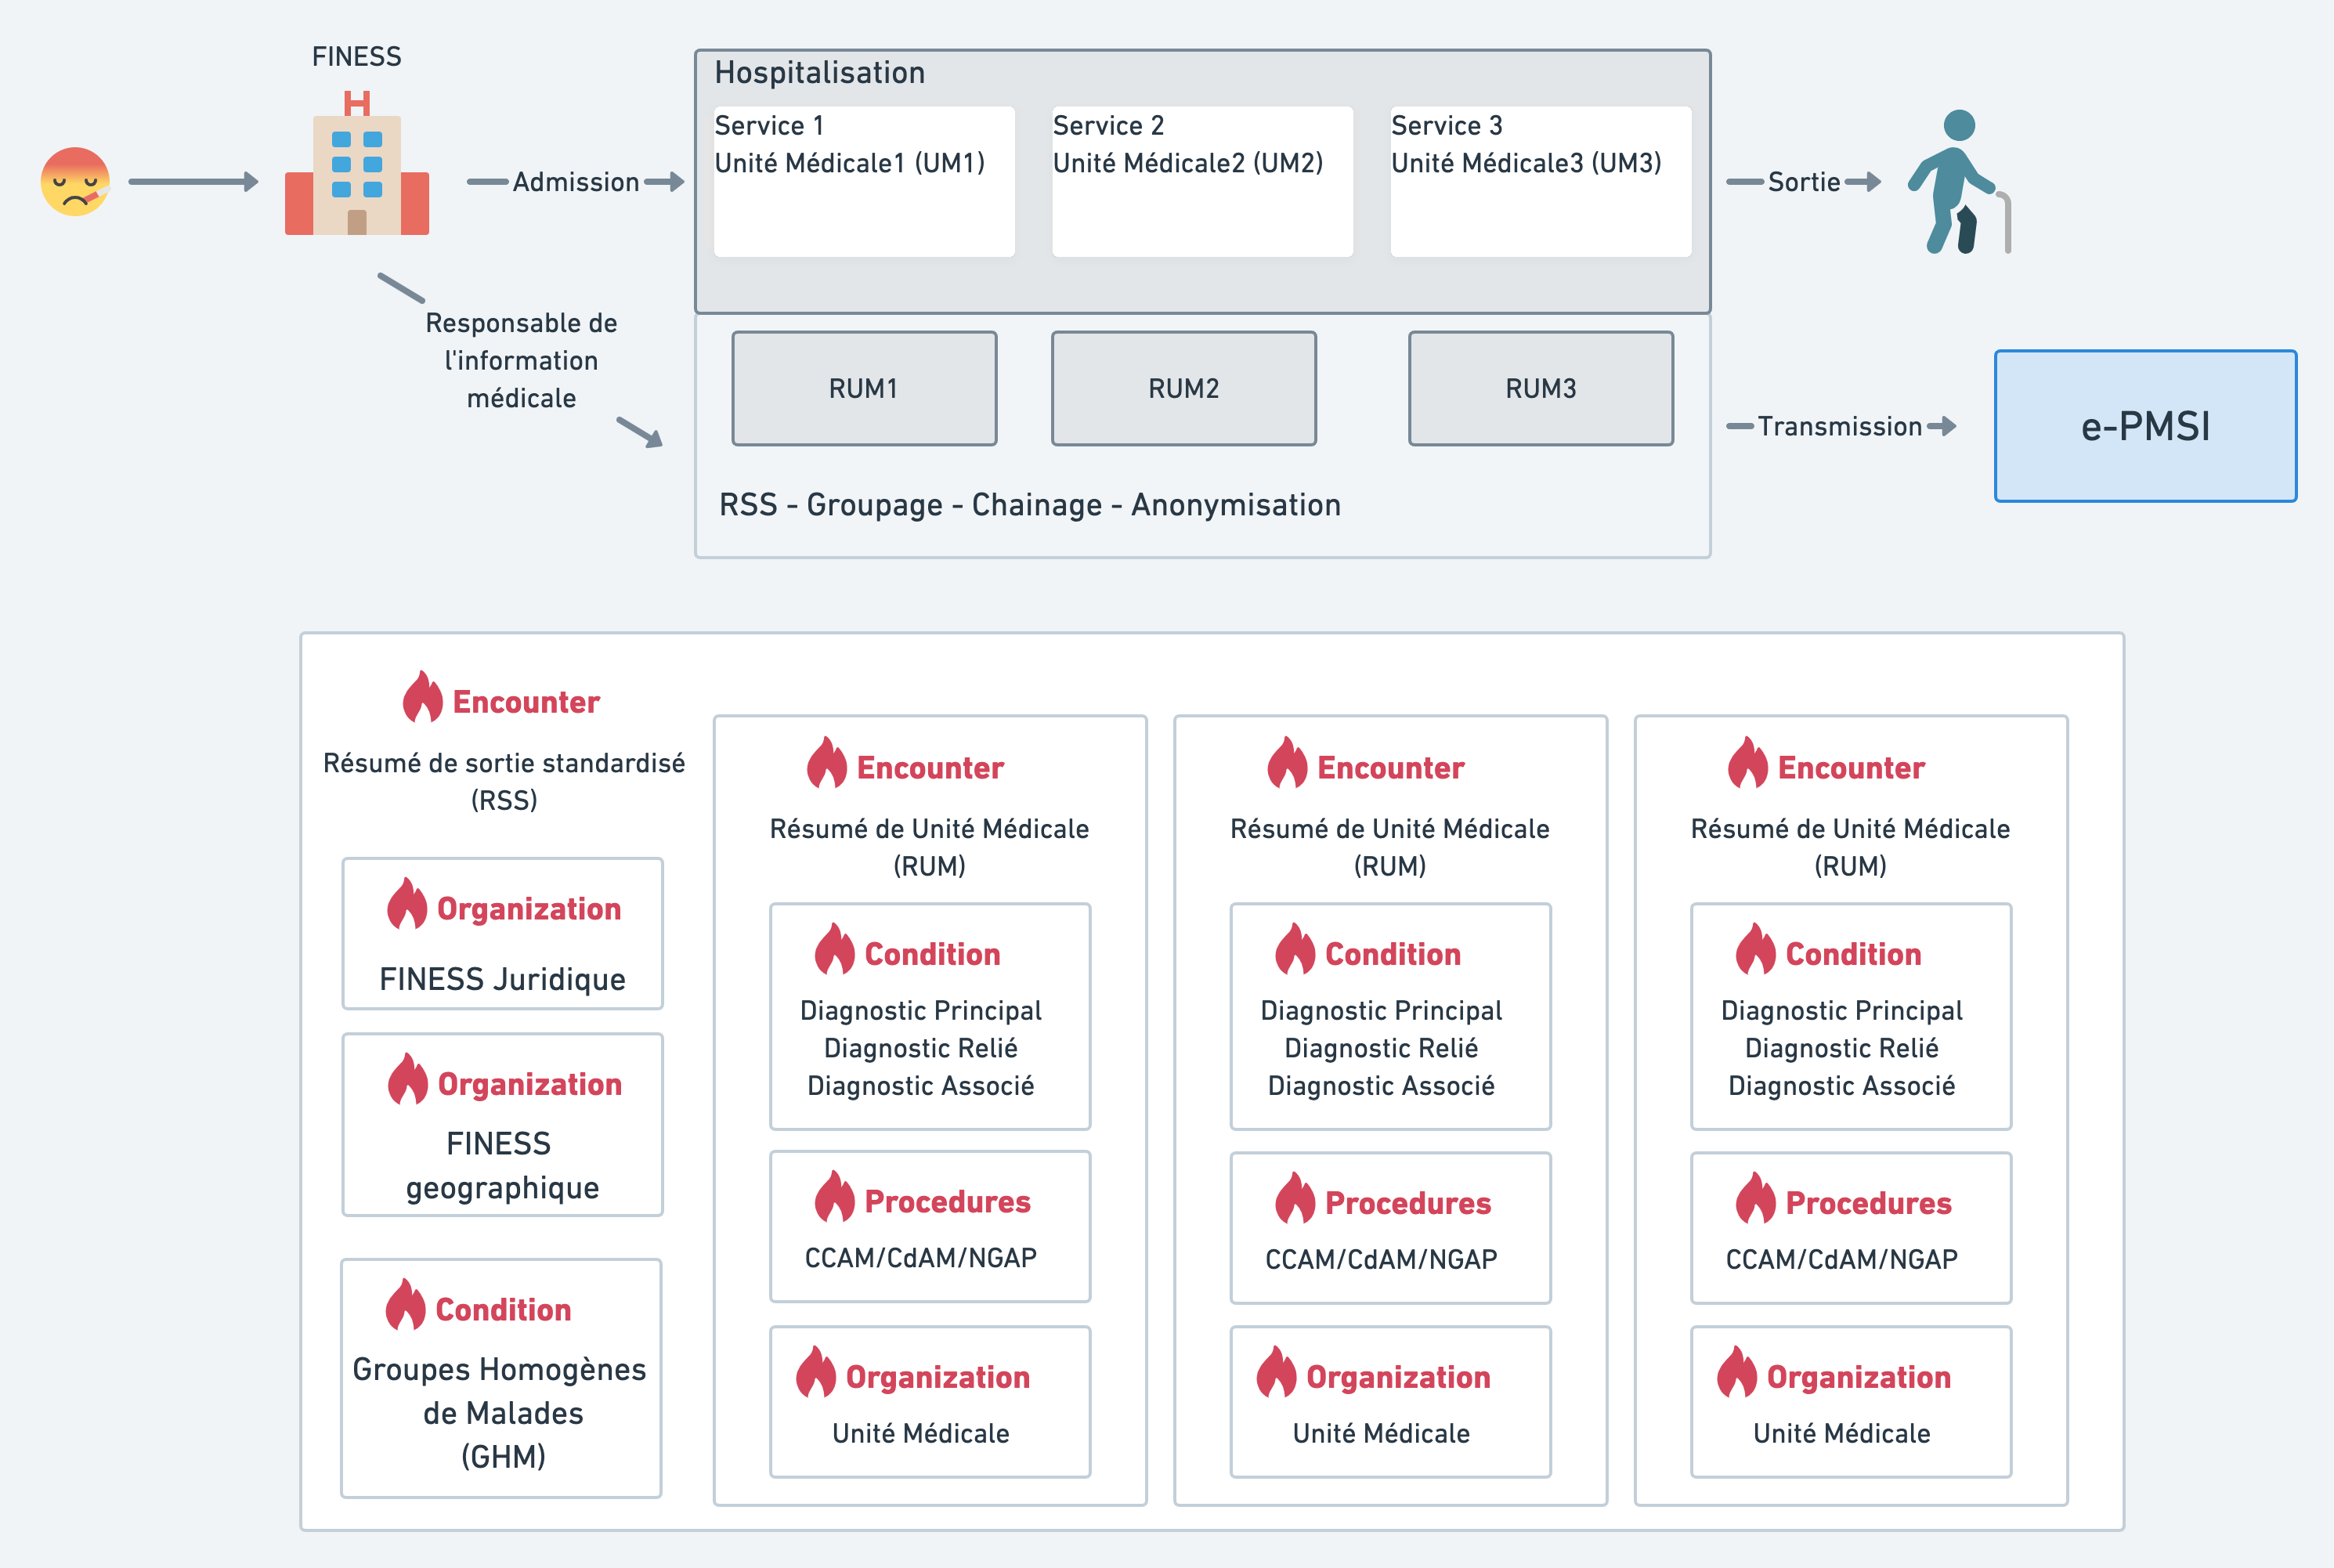 FINESS
Admission
Responsable de
l'information
médicale
Hospitalisation
Service 1
Unité Médicale1 (UM1)
Service 2
Unité Médicale2 (UM2)
Service 3
Unité Médicale3 (UM3)
Sortie
RUM1
RUM2
RUM3
RSS - Groupage - Chainage - Anonymisation
Transmission
e-PMSI
Encounter
Résumé de sortie standardisé
(RSS)
Organization
FINESS Juridique
Organization
FINESS
geographique
Condition
Groupes Homogènes
de Malades
(GHM)
Encounter
Résumé de Unité Médicale
(RUM)
Condition
Diagnostic Principal
Diagnostic Relié
Diagnostic Associé
Procedures
CCAM/CdAM/NGAP
Organization
Unité Médicale
Encounter
Résumé de Unité Médicale
(RUM)
Condition
Diagnostic Principal
Diagnostic Relié
Diagnostic Associé
Procedures
CCAM/CdAM/NGAP
Organization
Unité Médicale
Encounter
Résumé de Unité Médicale
(RUM)
Condition
Diagnostic Principal
Diagnostic Relié
Diagnostic Associé
Procedures
CCAM/CdAM/NGAP
Organization
Unité Médicale